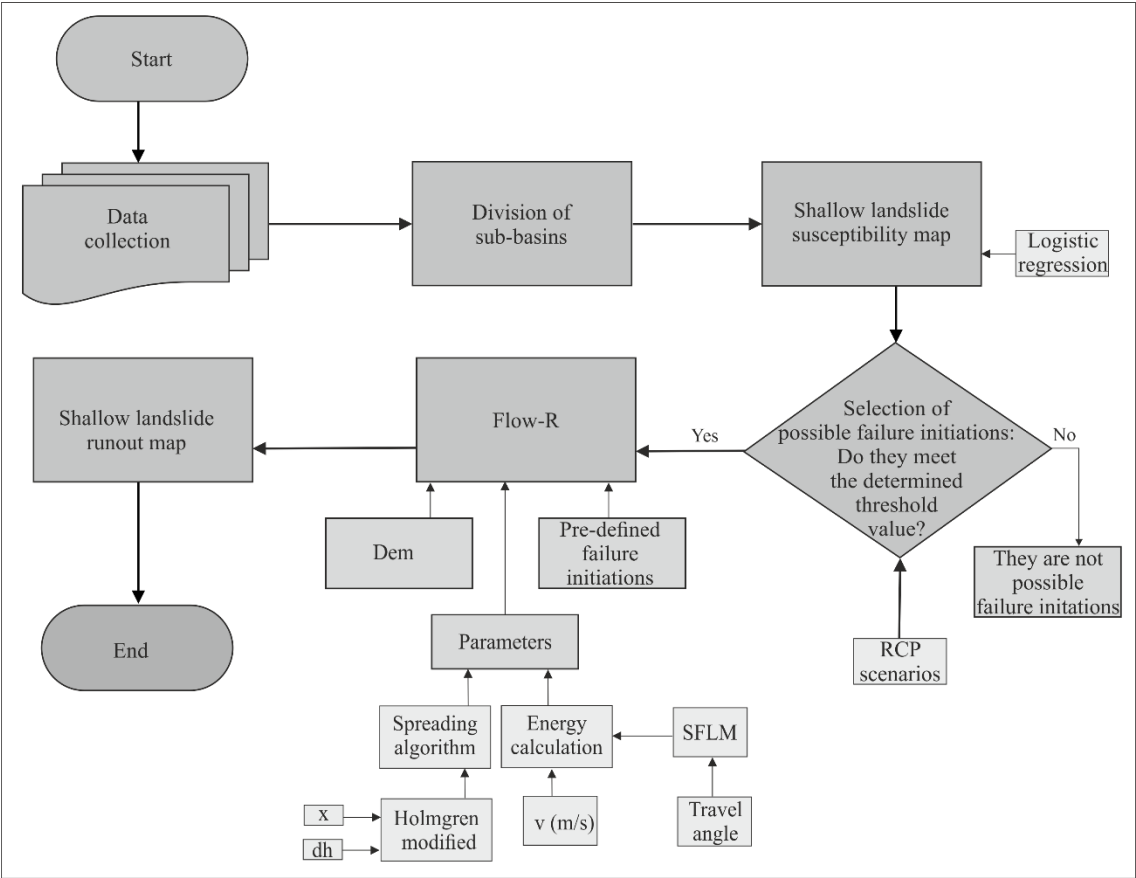 Start
Data
collection
Division of
sub-basins
Shallow landslide
susceptibility map
Logistic
regression
Shallow landslide
runout map
Flow-R
Yes
Selection of
possible failure initiations:
Do they meet
the determined
threshold
value?
No
Dem
Pre-defined
failure
initiations
They are not
possible
failure initations
End
Parameters
RCP
scenarios
Spreading
algorithm
Energy
calculation
SFLM
x
dh
Holmgren
modified
v (m/s)
Travel
angle